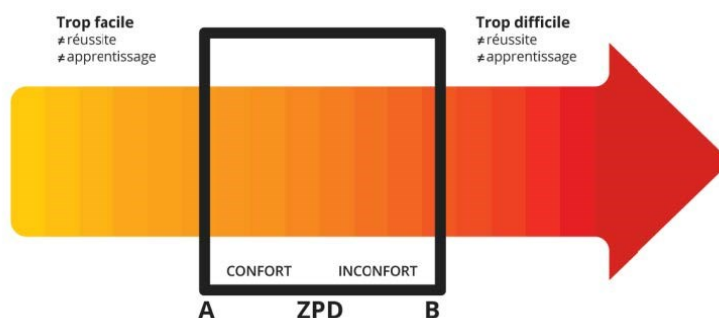 Trop facile
≠ réussite
≠ apprentissage
Trop difficile
≠ réussite
≠ apprentissage
CONFORT INCONFORT
A ZPD B